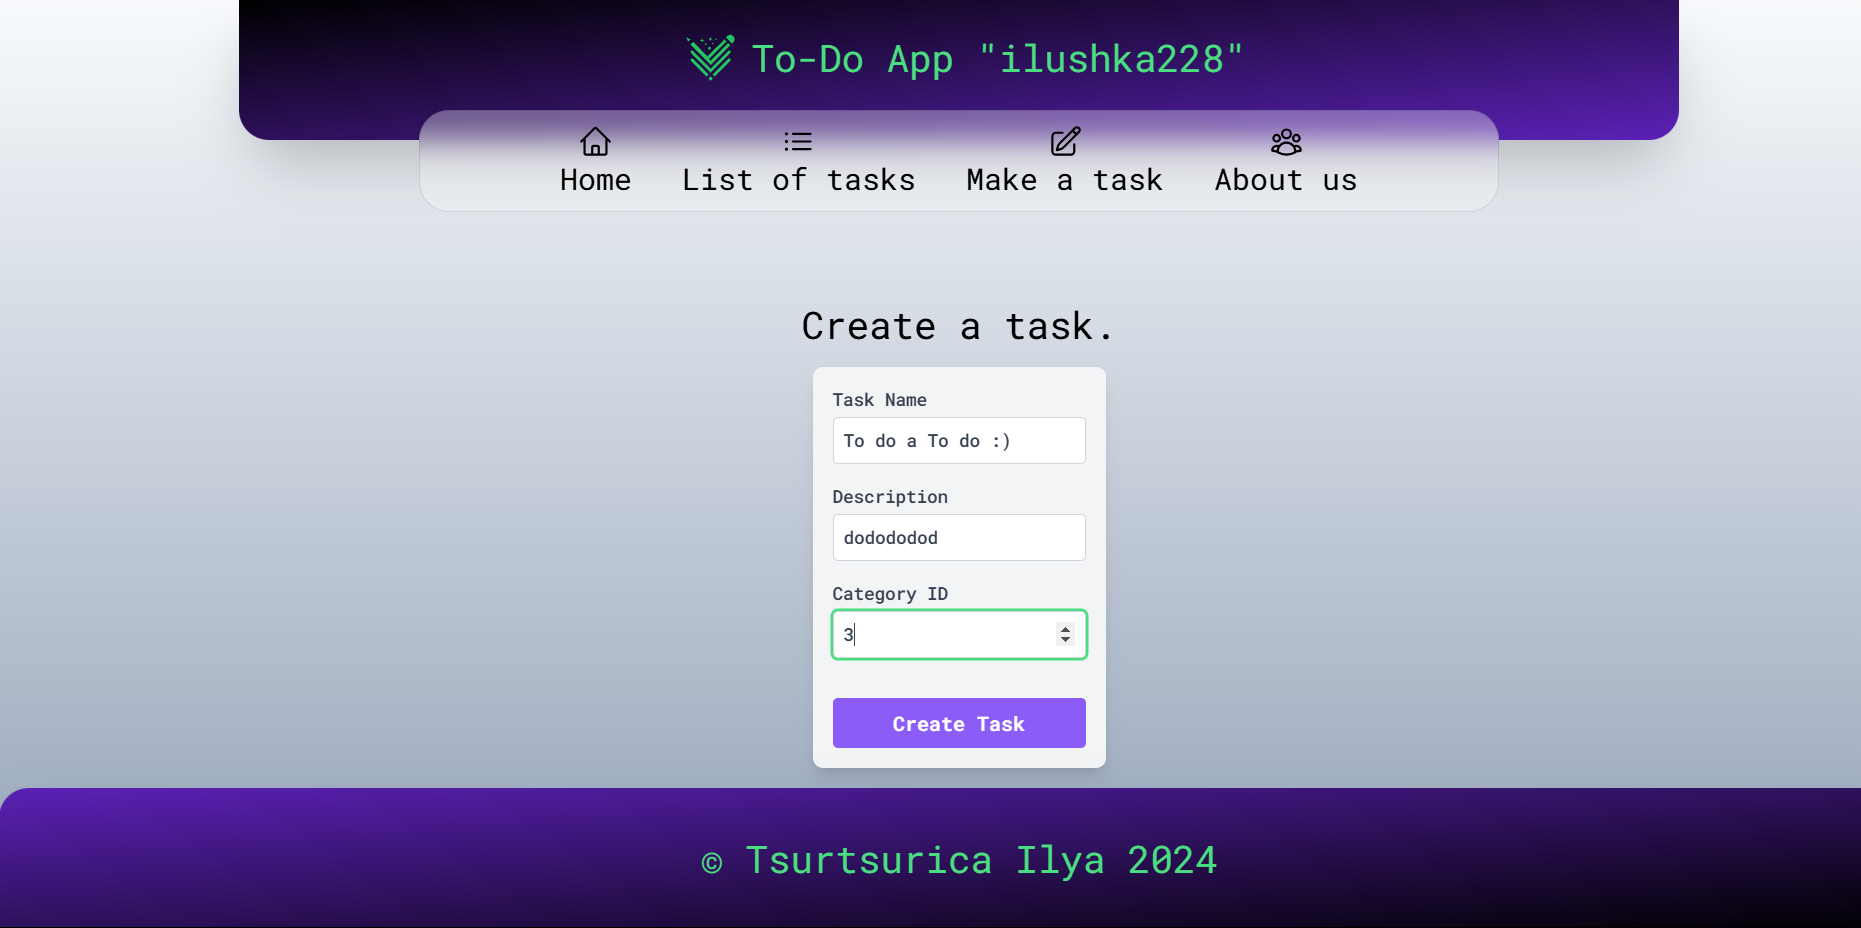 To-Do App "ilushka228"
Home List of tasks Make a task About us
Create a task.
Task Name
To do a To do :)
Description
dodododod
Category ID
3
Create Task
© Tsurtsurica Ilya 2024